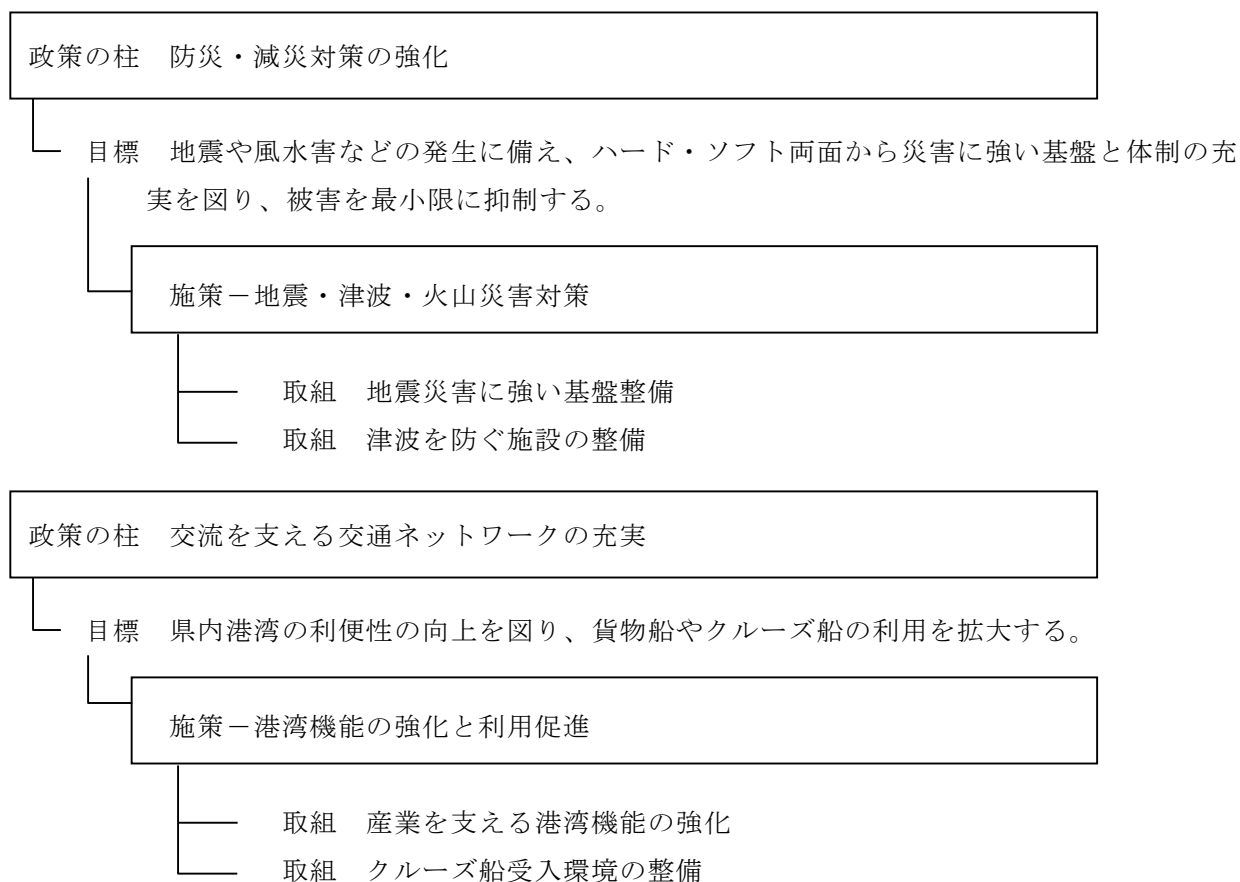 政策の柱　防災・減災対策の強化
目標　地震や風水害などの発生に備え、ハード・ソフト両面から災害に強い基盤と体制の充
実を図り、被害を最小限に抑制する。
施策－地震・津波・火山災害対策
取組　地震災害に強い基盤整備
取組　津波を防ぐ施設の整備
政策の柱　交流を支える交通ネットワークの充実
目標　県内港湾の利便性の向上を図り、貨物船やクルーズ船の利用を拡大する。
施策－港湾機能の強化と利用促進
取組　産業を支える港湾機能の強化
取組　クルーズ船受入環境の整備